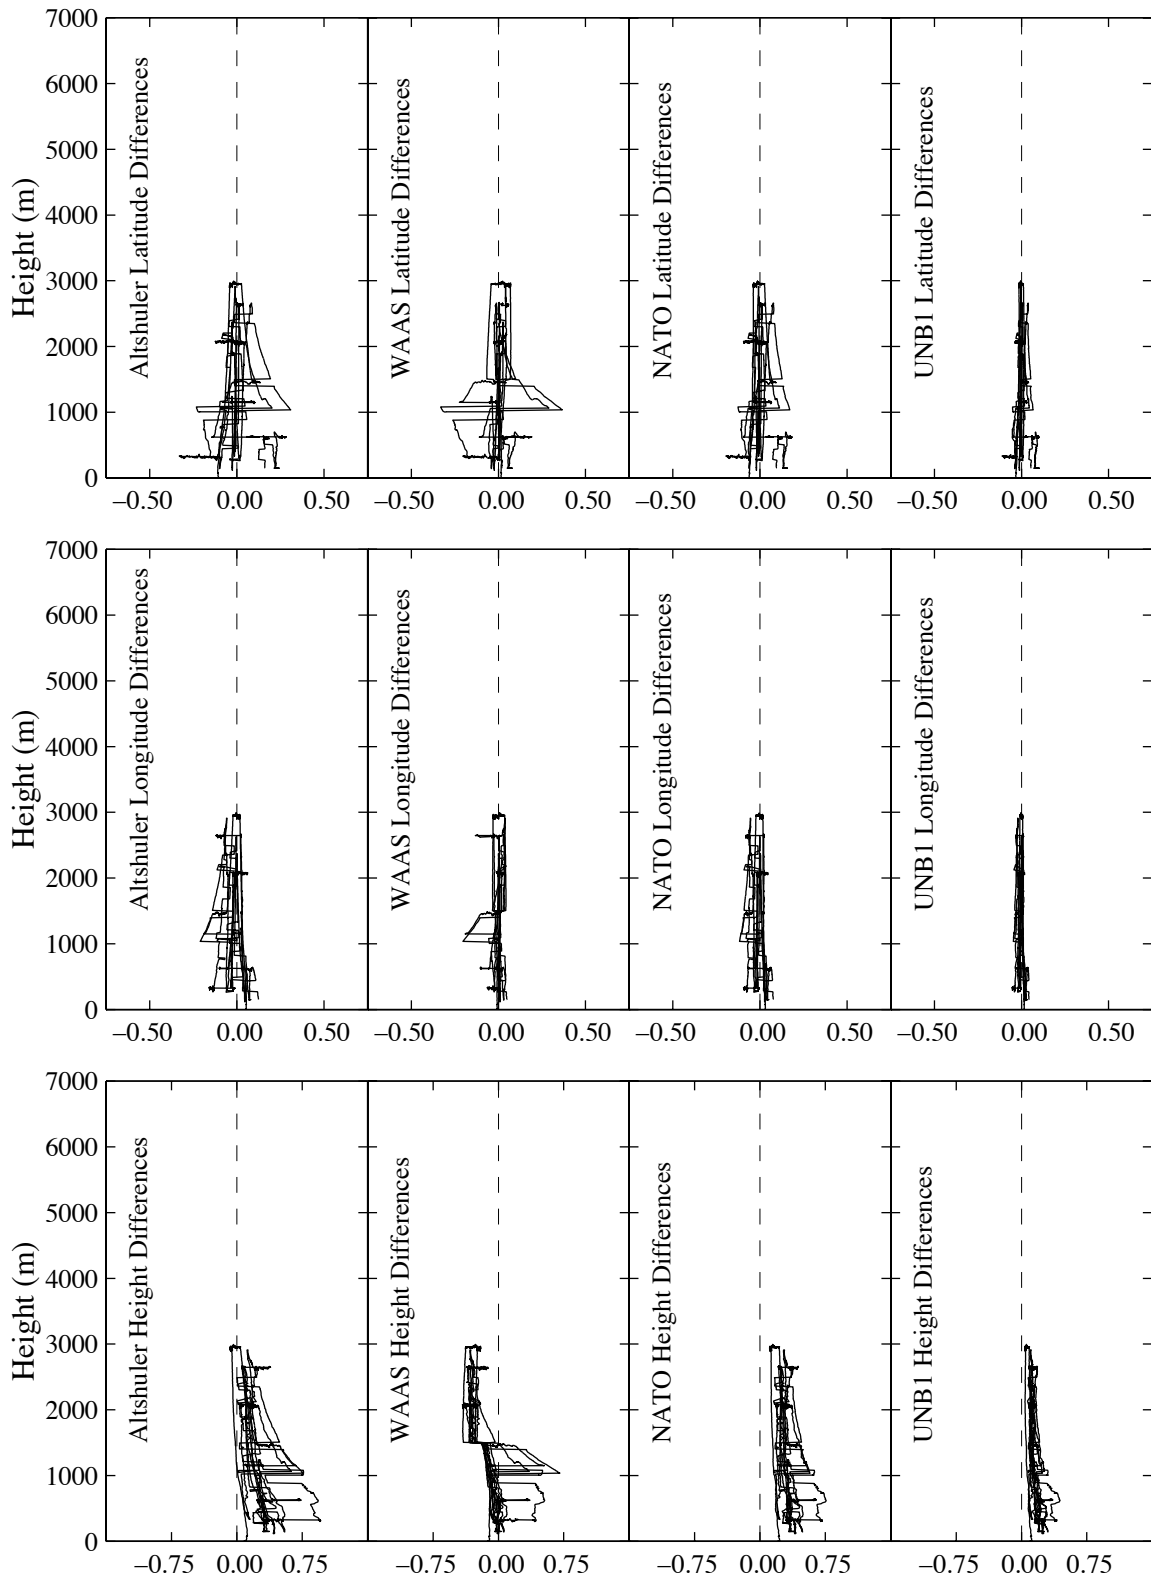 7000
6000
5000
4000
3000
2000
1000
0
Height (m)
Altshuler Latitude Differences
WAAS Latitude Differences
NATO Latitude Differences
UNB1 Latitude Differences
−0.50 0.00 0.50 −0.50 0.00 0.50 −0.50 0.00 0.50 −0.50 0.00 0.50
7000
6000
5000
4000
3000
2000
1000
0
Height (m)
Altshuler Longitude Differences
WAAS Longitude Differences
NATO Longitude Differences
UNB1 Longitude Differences
−0.50 0.00 0.50 −0.50 0.00 0.50 −0.50 0.00 0.50 −0.50 0.00 0.50
7000
6000
5000
4000
3000
2000
1000
0
Height (m)
Altshuler Height Differences
WAAS Height Differences
NATO Height Differences
UNB1 Height Differences
−0.75 0.00 0.75 −0.75 0.00 0.75 −0.75 0.00 0.75 −0.75 0.00 0.75